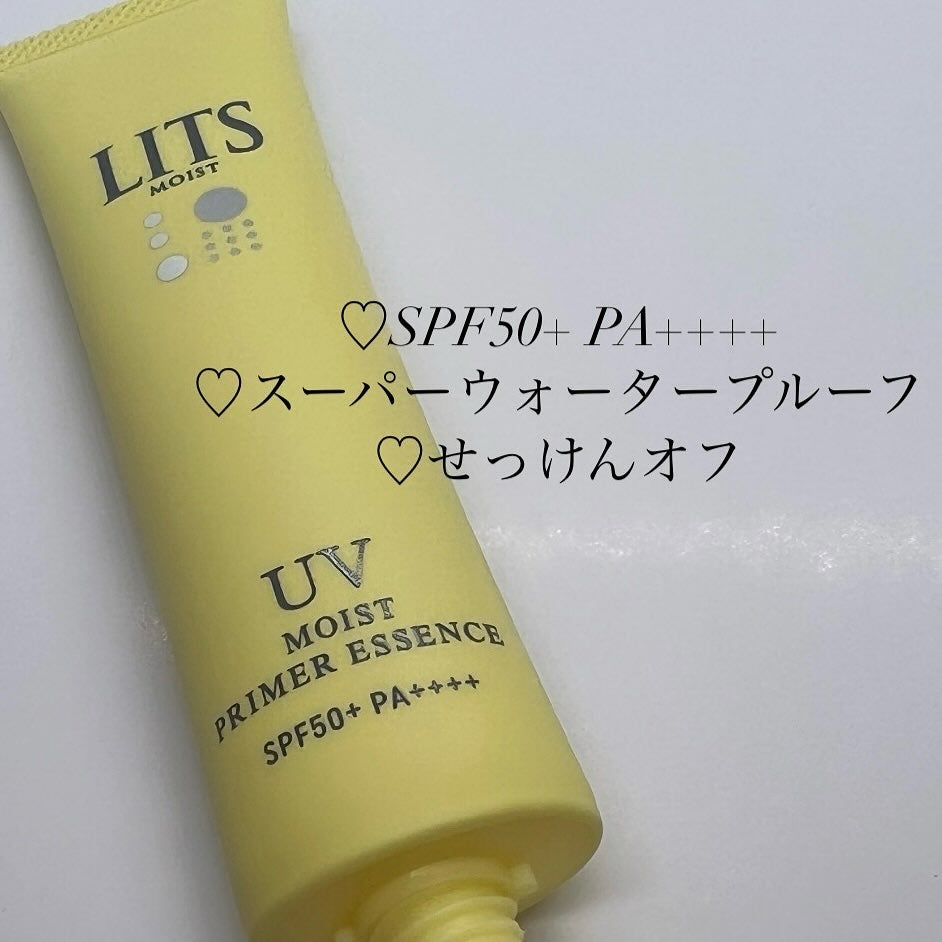 LITS
MOIST
♡SPF50+ PA++++
♡スーパーウォータープルーフ
♡せっけんオフ
UV
MOIST
PRIMER ESSENCE
SPF50+ PA++++